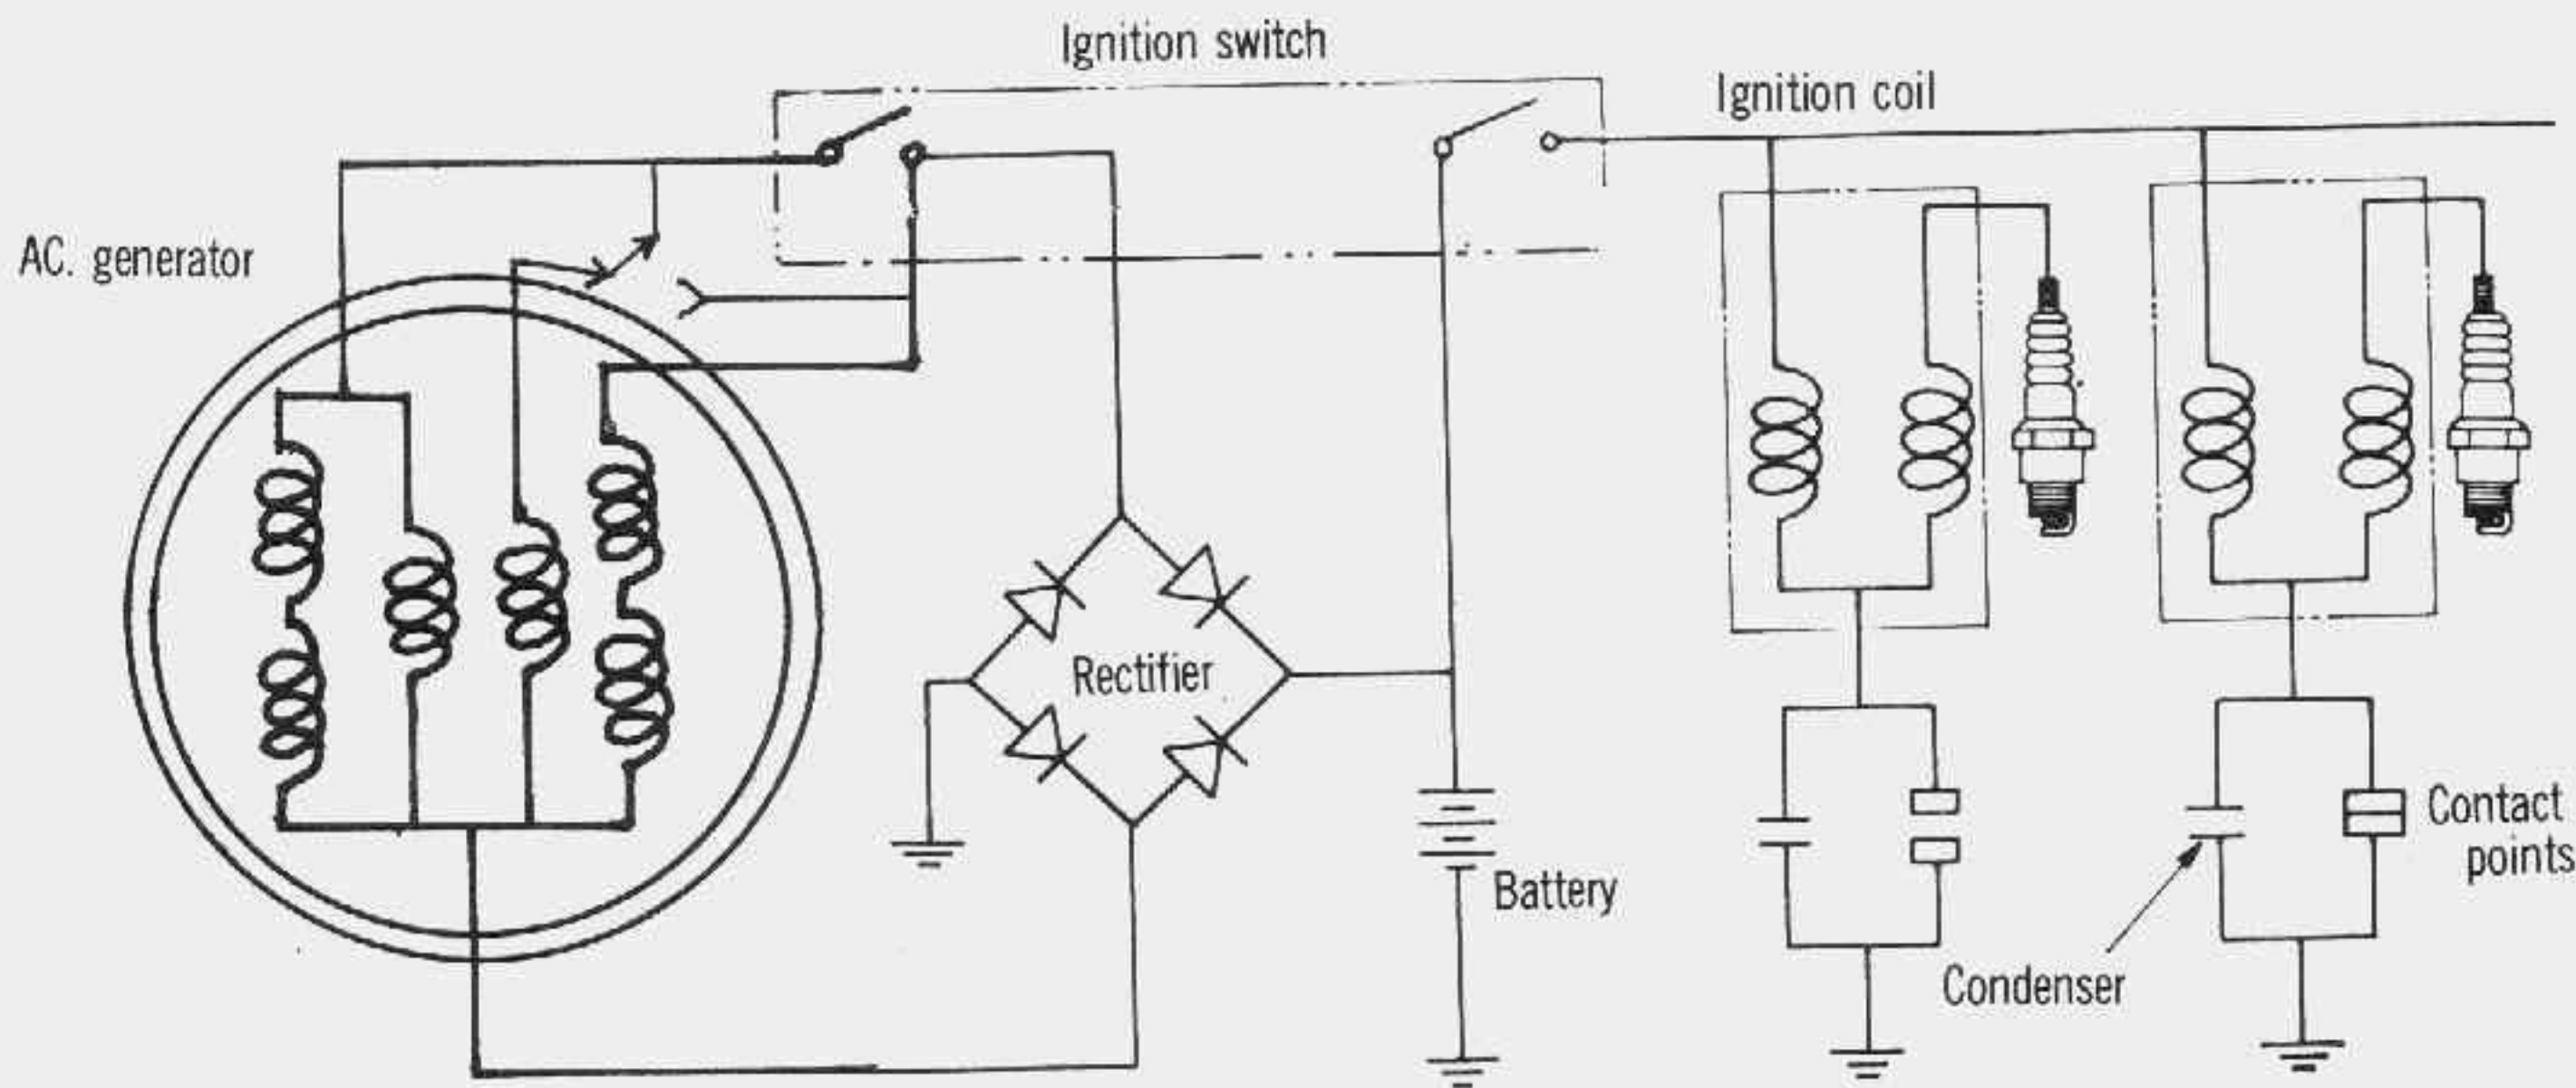 Ignition switch
Ignition coil
AC. generator
Rectifier
Contact
points
Battery
Condenser